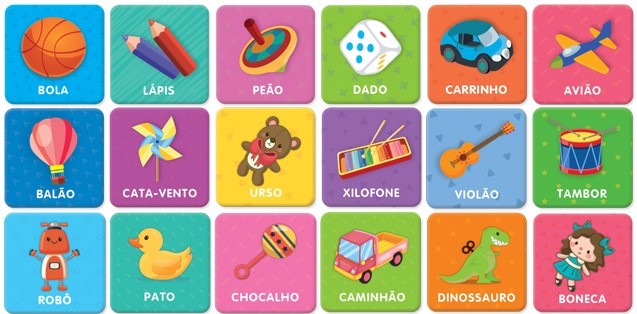 BOLA
LÁPIS
PEÃO
DADO
CARRINHO
AVIÃO
BALÃO
CATA-VENTO
URSO
XILOFONE
VIOLÃO
TAMBOR
ROBÔ
PATO
CHOCALHO
CAMINHÃO
DINOSSAURO
BONECA